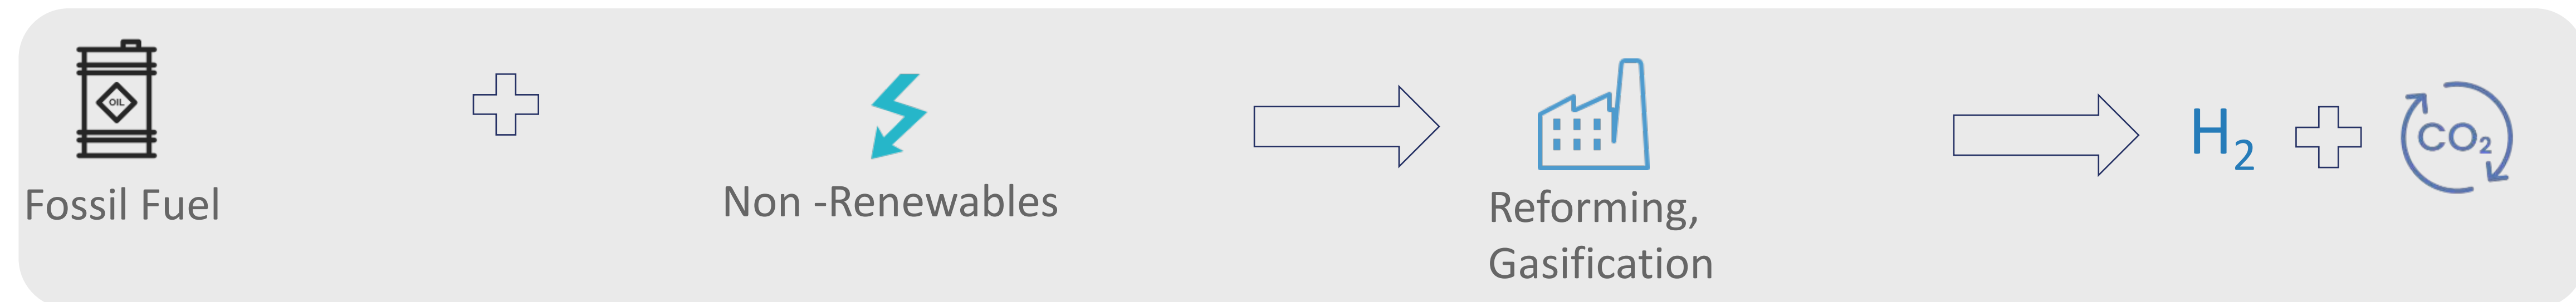 OIL
Fossil Fuel
Non -Renewables
Reforming,
Gasification
H₂
CO₂